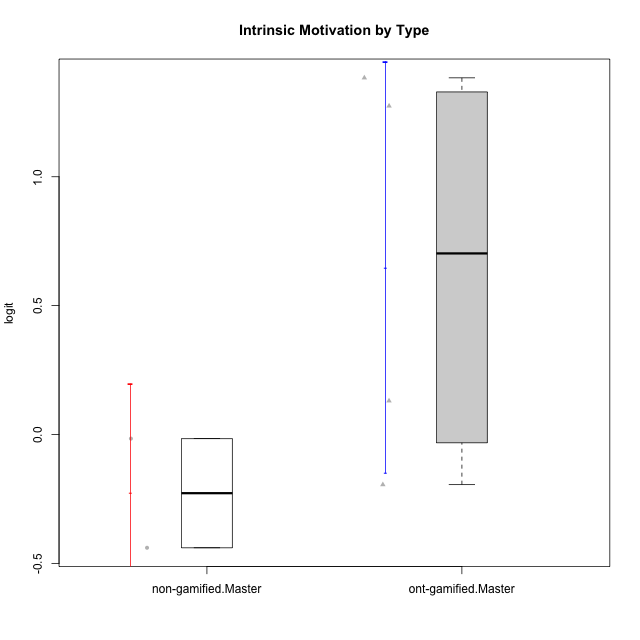 Intrinsic Motivation by Type
logit
1.0
0.5
0.0
-0.5
non-gamified.Master
ont-gamified.Master